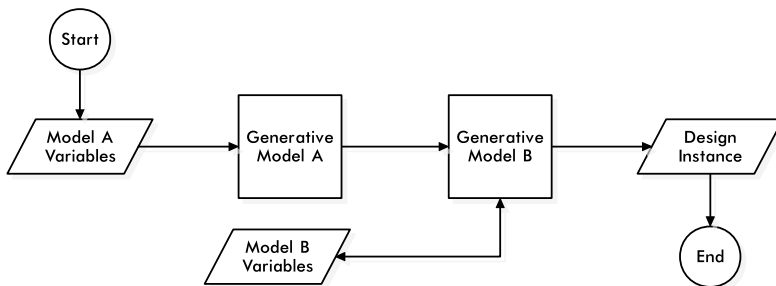 Start
Model A
Variables
Generative
Model A
Generative
Model B
Design
Instance
Model B
Variables
End